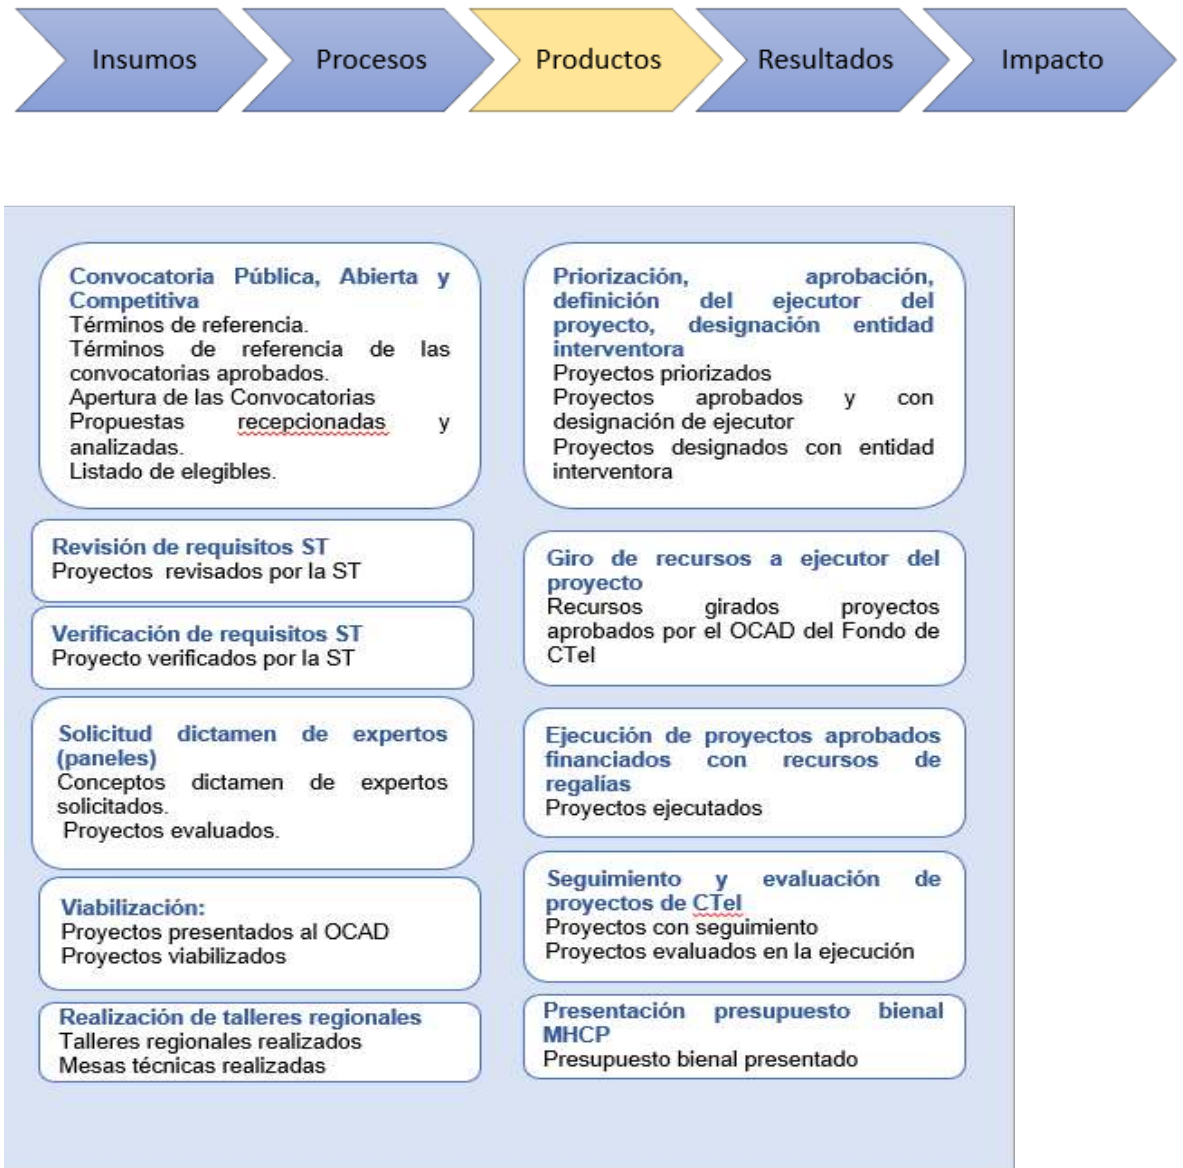 Insumos
Procesos
Productos
Resultados
Impacto
Convocatoria Pública, Abierta y
Competitiva
Términos de referencia.
Términos de referencia de las
convocatorias aprobados.
Apertura de las Convocatorias
Propuestas recepcionadas y
analizadas.
Listado de elegibles.
Revisión de requisitos ST
Proyectos revisados por la ST
Verificación de requisitos ST
Proyecto verificados por la ST
Solicitud dictamen de expertos
(paneles)
Conceptos dictamen de expertos
solicitados.
Proyectos evaluados.
Viabilización:
Proyectos presentados al OCAD
Proyectos viabilizados
Realización de talleres regionales
Talleres regionales realizados
Mesas técnicas realizadas
Priorización, aprobación,
definición del ejecutor del
proyecto, designación entidad
interventora
Proyectos priorizados
Proyectos aprobados y con
designación de ejecutor
Proyectos designados con entidad
interventora
Giro de recursos a ejecutor del
proyecto
Recursos girados proyectos
aprobados por el OCAD del Fondo de
CTeI
Ejecución de proyectos aprobados
financiados con recursos de
regalías
Proyectos ejecutados
Seguimiento y evaluación de
proyectos de CTeI
Proyectos con seguimiento
Proyectos evaluados en la ejecución
Presentación presupuesto bienal
MHCP
Presupuesto bienal presentado